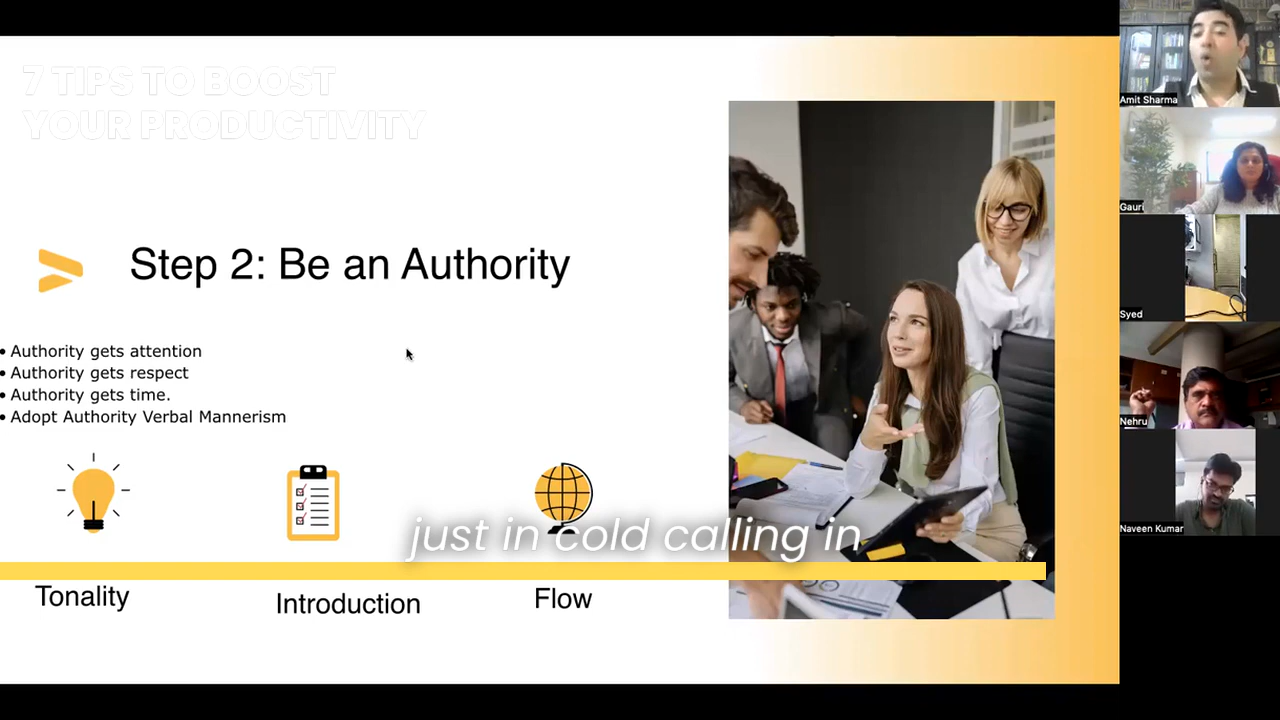 7 TIPS TO BOOST
YOUR PRODUCTIVITY
Step 2: Be an Authority
• Authority gets attention
• Authority gets respect
• Authority gets time.
• Adopt Authority Verbal Mannerism
just in cold calling in
Tonality
Introduction
Flow
Amit Sharma
Gauri
Syed
Nehru
Naveen Kumar